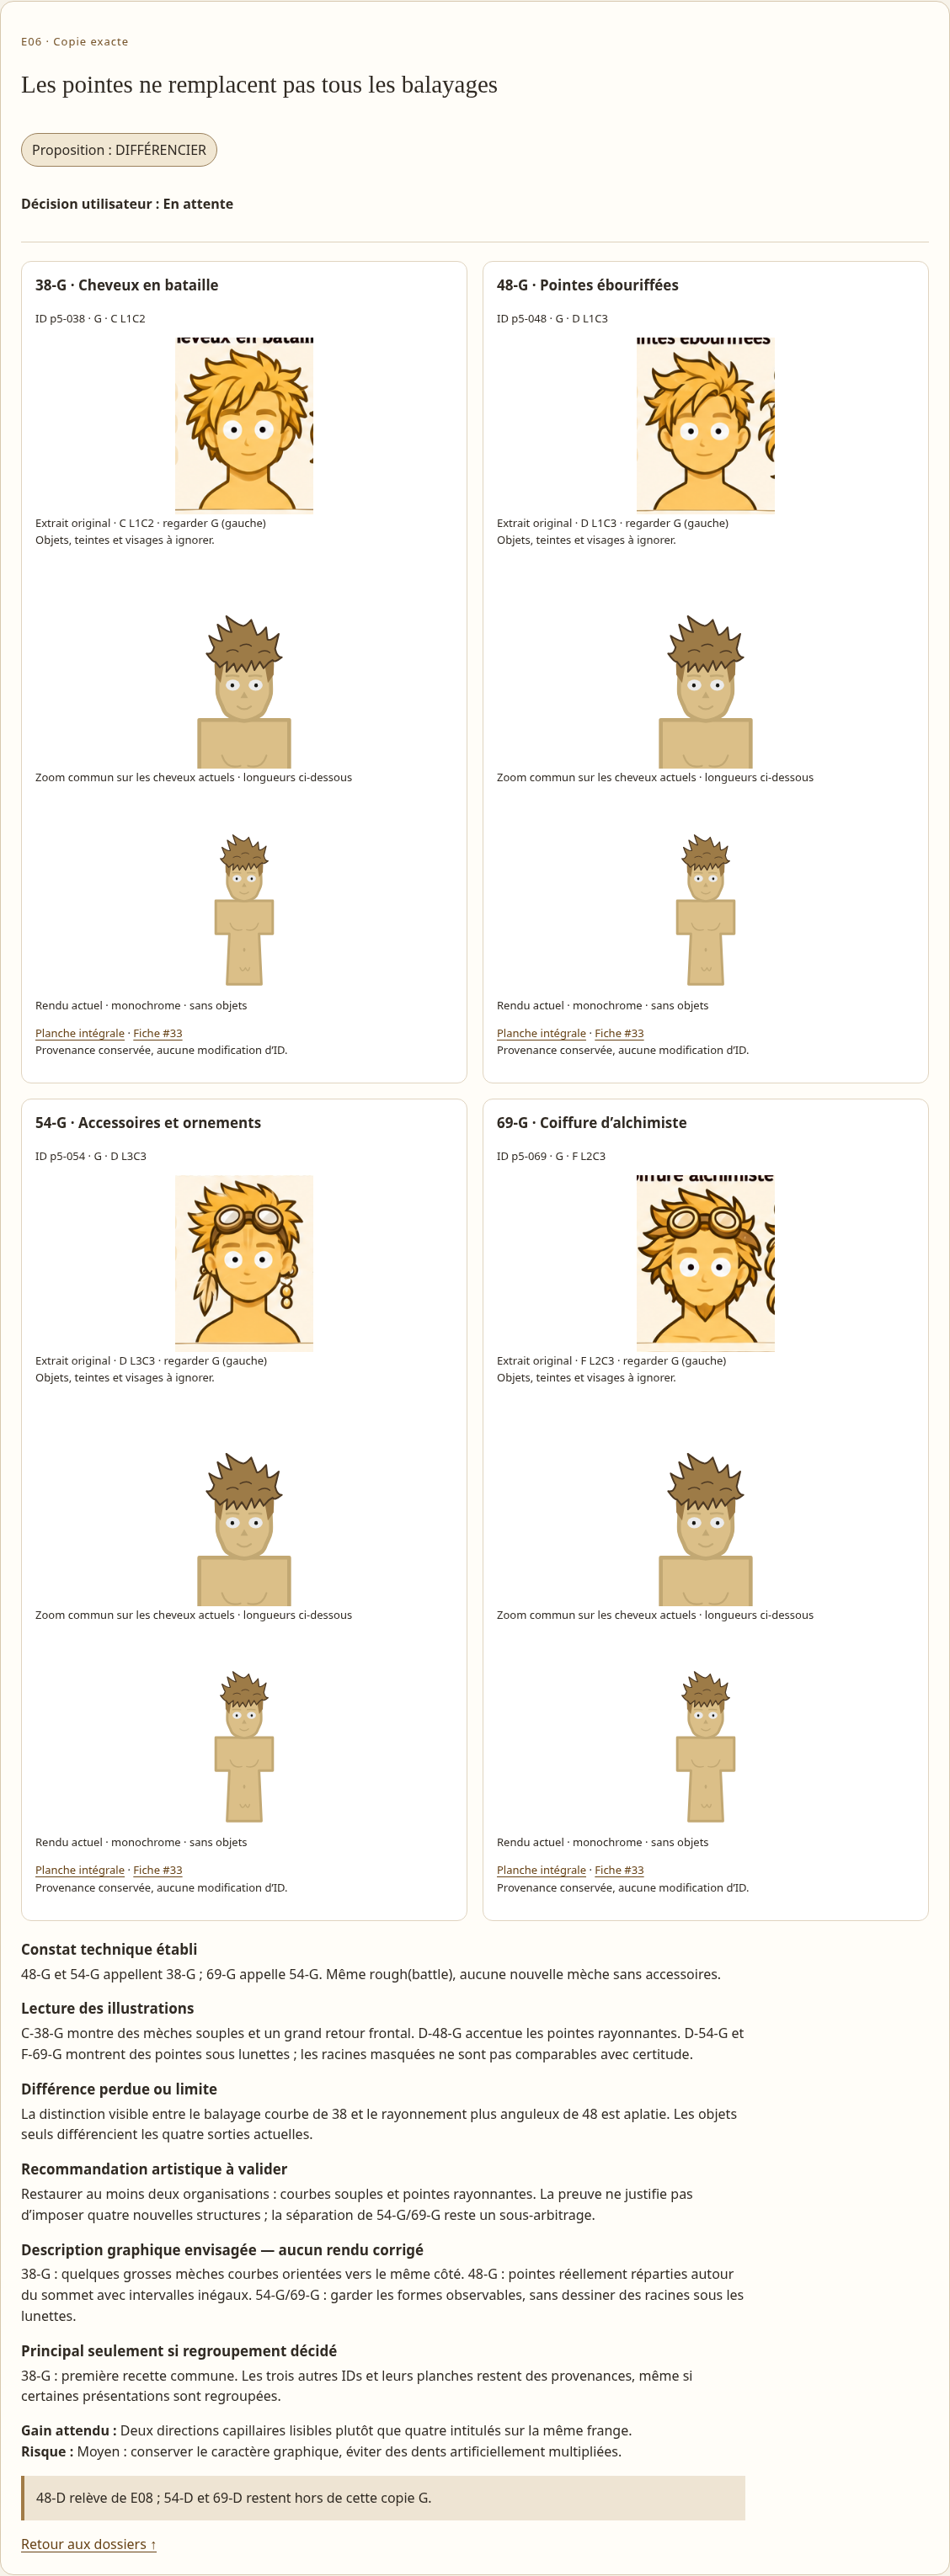 E06 · Copie exacte
Les pointes ne remplacent pas tous les balayages
Proposition : DIFFÉRENCIER
Décision utilisateur : En attente
38-G · Cheveux en bataille
ID p5-038 · G · C L1C2
Extrait original · C L1C2 · regarder G (gauche)
Objets, teintes et visages à ignorer.
Zoom commun sur les cheveux actuels · longueurs ci-dessous
Rendu actuel · monochrome · sans objets
Planche intégrale · Fiche #33
Provenance conservée, aucune modification d’ID.
48-G · Pointes ébouriffées
ID p5-048 · G · D L1C3
Extrait original · D L1C3 · regarder G (gauche)
Objets, teintes et visages à ignorer.
Zoom commun sur les cheveux actuels · longueurs ci-dessous
Rendu actuel · monochrome · sans objets
Planche intégrale · Fiche #33
Provenance conservée, aucune modification d’ID.
54-G · Accessoires et ornements
ID p5-054 · G · D L3C3
Extrait original · D L3C3 · regarder G (gauche)
Objets, teintes et visages à ignorer.
Zoom commun sur les cheveux actuels · longueurs ci-dessous
Rendu actuel · monochrome · sans objets
Planche intégrale · Fiche #33
Provenance conservée, aucune modification d’ID.
69-G · Coiffure d’alchimiste
ID p5-069 · G · F L2C3
Extrait original · F L2C3 · regarder G (gauche)
Objets, teintes et visages à ignorer.
Zoom commun sur les cheveux actuels · longueurs ci-dessous
Rendu actuel · monochrome · sans objets
Planche intégrale · Fiche #33
Provenance conservée, aucune modification d’ID.
Constat technique établi
48-G et 54-G appellent 38-G ; 69-G appelle 54-G. Même rough(battle), aucune nouvelle mèche sans accessoires.
Lecture des illustrations
C-38-G montre des mèches souples et un grand retour frontal. D-48-G accentue les pointes rayonnantes. D-54-G et
F-69-G montrent des pointes sous lunettes ; les racines masquées ne sont pas comparables avec certitude.
Différence perdue ou limite
La distinction visible entre le balayage courbe de 38 et le rayonnement plus anguleux de 48 est aplatie. Les objets
seuls différencient les quatre sorties actuelles.
Recommandation artistique à valider
Restaurer au moins deux organisations : courbes souples et pointes rayonnantes. La preuve ne justifie pas
d’imposer quatre nouvelles structures ; la séparation de 54-G/69-G reste un sous-arbitrage.
Description graphique envisagée — aucun rendu corrigé
38-G : quelques grosses mèches courbes orientées vers le même côté. 48-G : pointes réellement réparties autour
du sommet avec intervalles inégaux. 54-G/69-G : garder les formes observables, sans dessiner des racines sous les
lunettes.
Principal seulement si regroupement décidé
38-G : première recette commune. Les trois autres IDs et leurs planches restent des provenances, même si
certaines présentations sont regroupées.
Gain attendu : Deux directions capillaires lisibles plutôt que quatre intitulés sur la même frange.
Risque : Moyen : conserver le caractère graphique, éviter des dents artificiellement multipliées.
48-D relève de E08 ; 54-D et 69-D restent hors de cette copie G.
Retour aux dossiers ↑